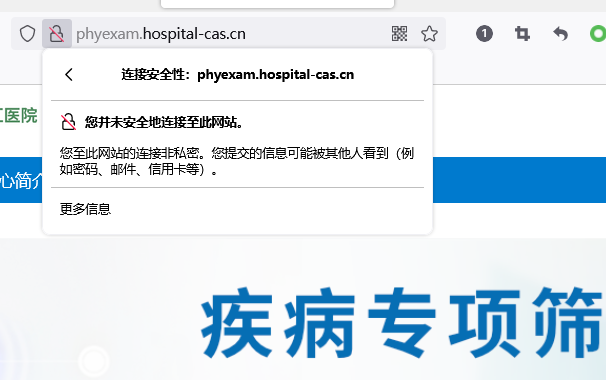 phyexam.hospital-cas.cn
1
连接安全性：phyexam.hospital-cas.cn
工医院
您并未安全地连接至此网站。
您至此网站的连接非私密。您提交的信息可能被其他人看到（例
如密码、邮件、信用卡等）。
心简介
更多信息
疾病专项筛